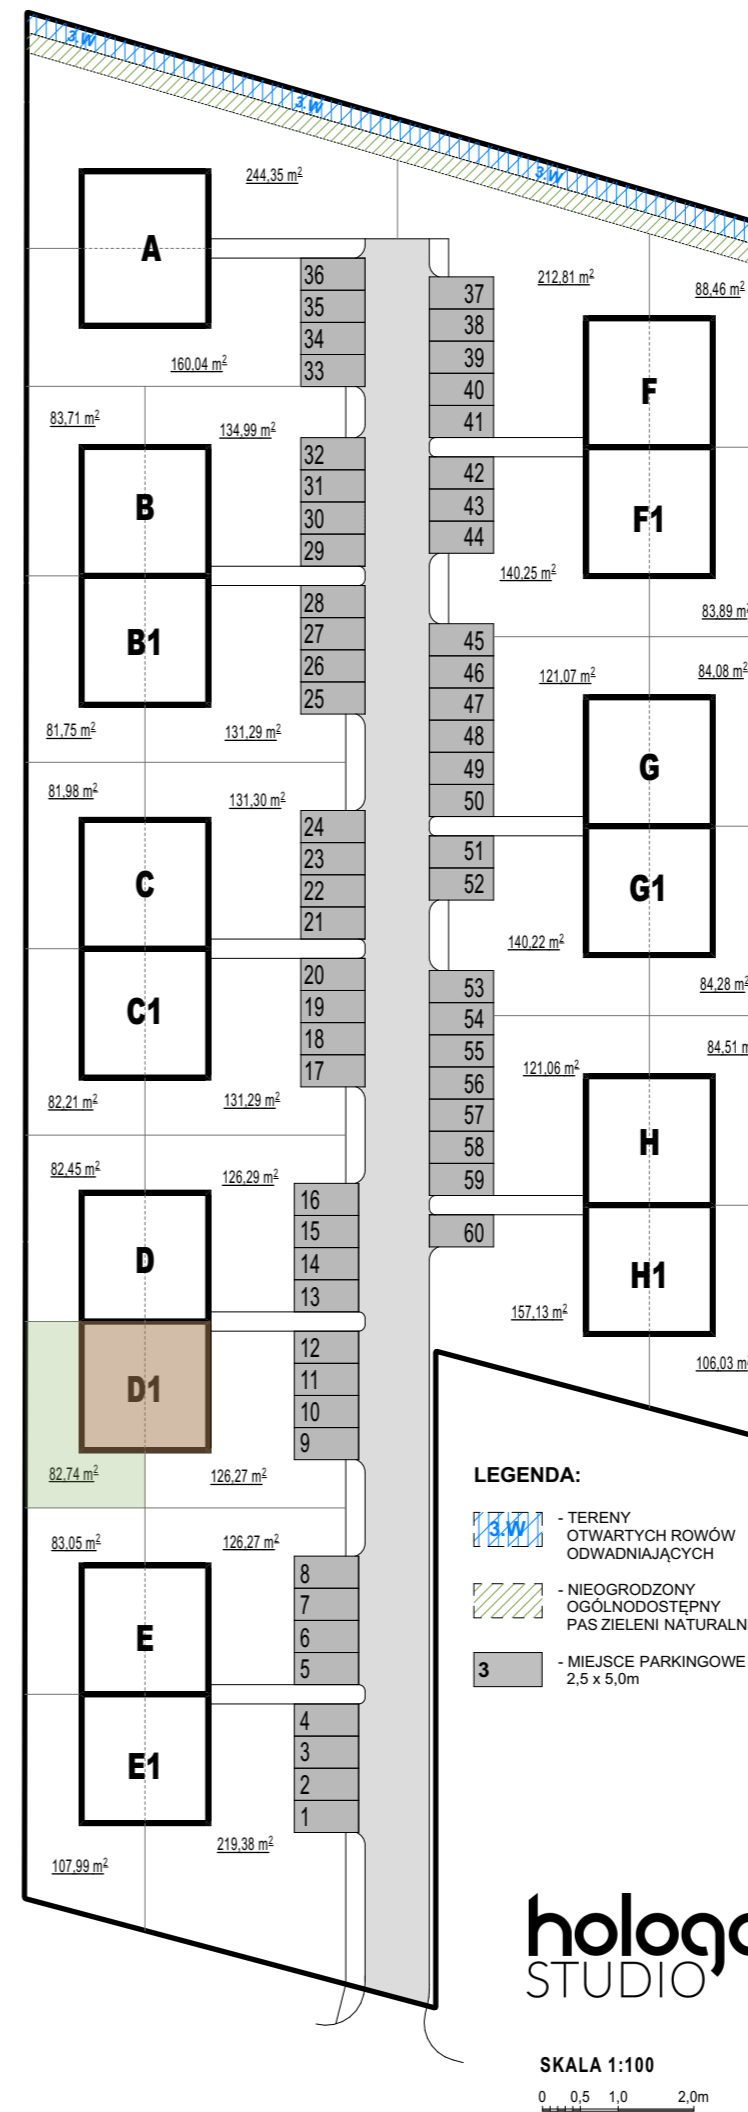 3.W
3.W
3.W
244,35 m²
A
160,04 m²
36
35
34
33
37
38
39
40
41
212,81 m²
88,46 m²
F
83,71 m²
134,99 m²
B
32
31
30
29
42
43
44
F1
140,25 m²
83,89 m²
B1
28
27
26
25
81,75 m²
131,29 m²
45
46
47
48
49
50
121,07 m²
84,08 m²
G
81,98 m²
131,30 m²
C
24
23
22
21
51
52
G1
140,22 m²
84,28 m²
C1
20
19
18
17
82,21 m²
131,29 m²
53
54
55
56
57
58
59
121,06 m²
84,51 m
H
82,45 m²
126,29 m²
D
16
15
14
13
60
H1
157,13 m²
106,03 m²
D1
12
11
10
9
82,74 m²
126,27 m²
83,05 m²
126,27 m²
E
8
7
6
5
E1
4
3
2
1
107,99 m²
219,38 m²
LEGENDA:
3.W
- TERENY
OTWARTYCH ROWÓW
ODWADNIAJĄCYCH
- NIEOGRODZONY
OGÓLNODOSTĘPNY
PAS ZIELENI NATURALN
3
- MIEJSCE PARKINGOWE
2,5 x 5,0m
holog
STUDIO
SKALA 1:100
0 0,5 1,0 2,0m